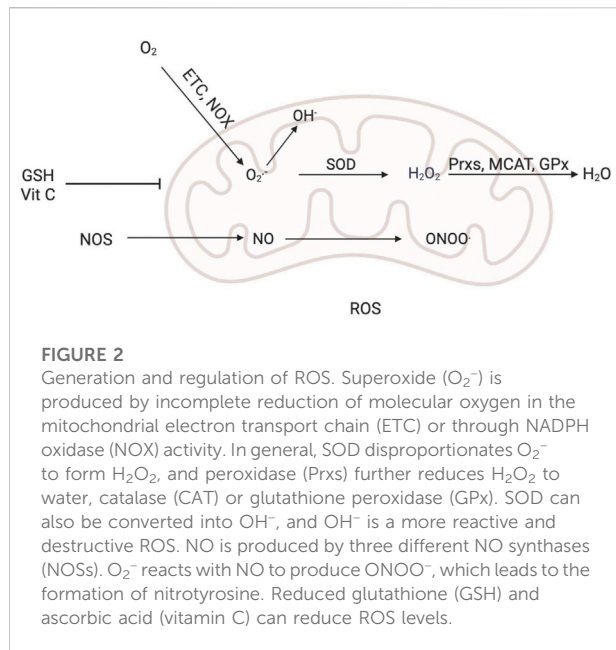 O₂
ETC, NOX
OH·
GSH
Vit C
O₂·⁻
SOD
H₂O₂
Prxs, MCAT, GPx
H₂O
NOS
NO
ONOO·
ROS
FIGURE 2
Generation and regulation of ROS. Superoxide (O₂⁻) is
produced by incomplete reduction of molecular oxygen in the
mitochondrial electron transport chain (ETC) or through NADPH
oxidase (NOX) activity. In general, SOD disproportionates O₂⁻
to form H₂O₂, and peroxidase (Prxs) further reduces H₂O₂ to
water, catalase (CAT) or glutathione peroxidase (GPx). SOD can
also be converted into OH⁻, and OH⁻ is a more reactive and
destructive ROS. NO is produced by three different NO synthases
(NOSs). O₂⁻ reacts with NO to produce ONOO⁻, which leads to the
formation of nitrotyrosine. Reduced glutathione (GSH) and
ascorbic acid (vitamin C) can reduce ROS levels.